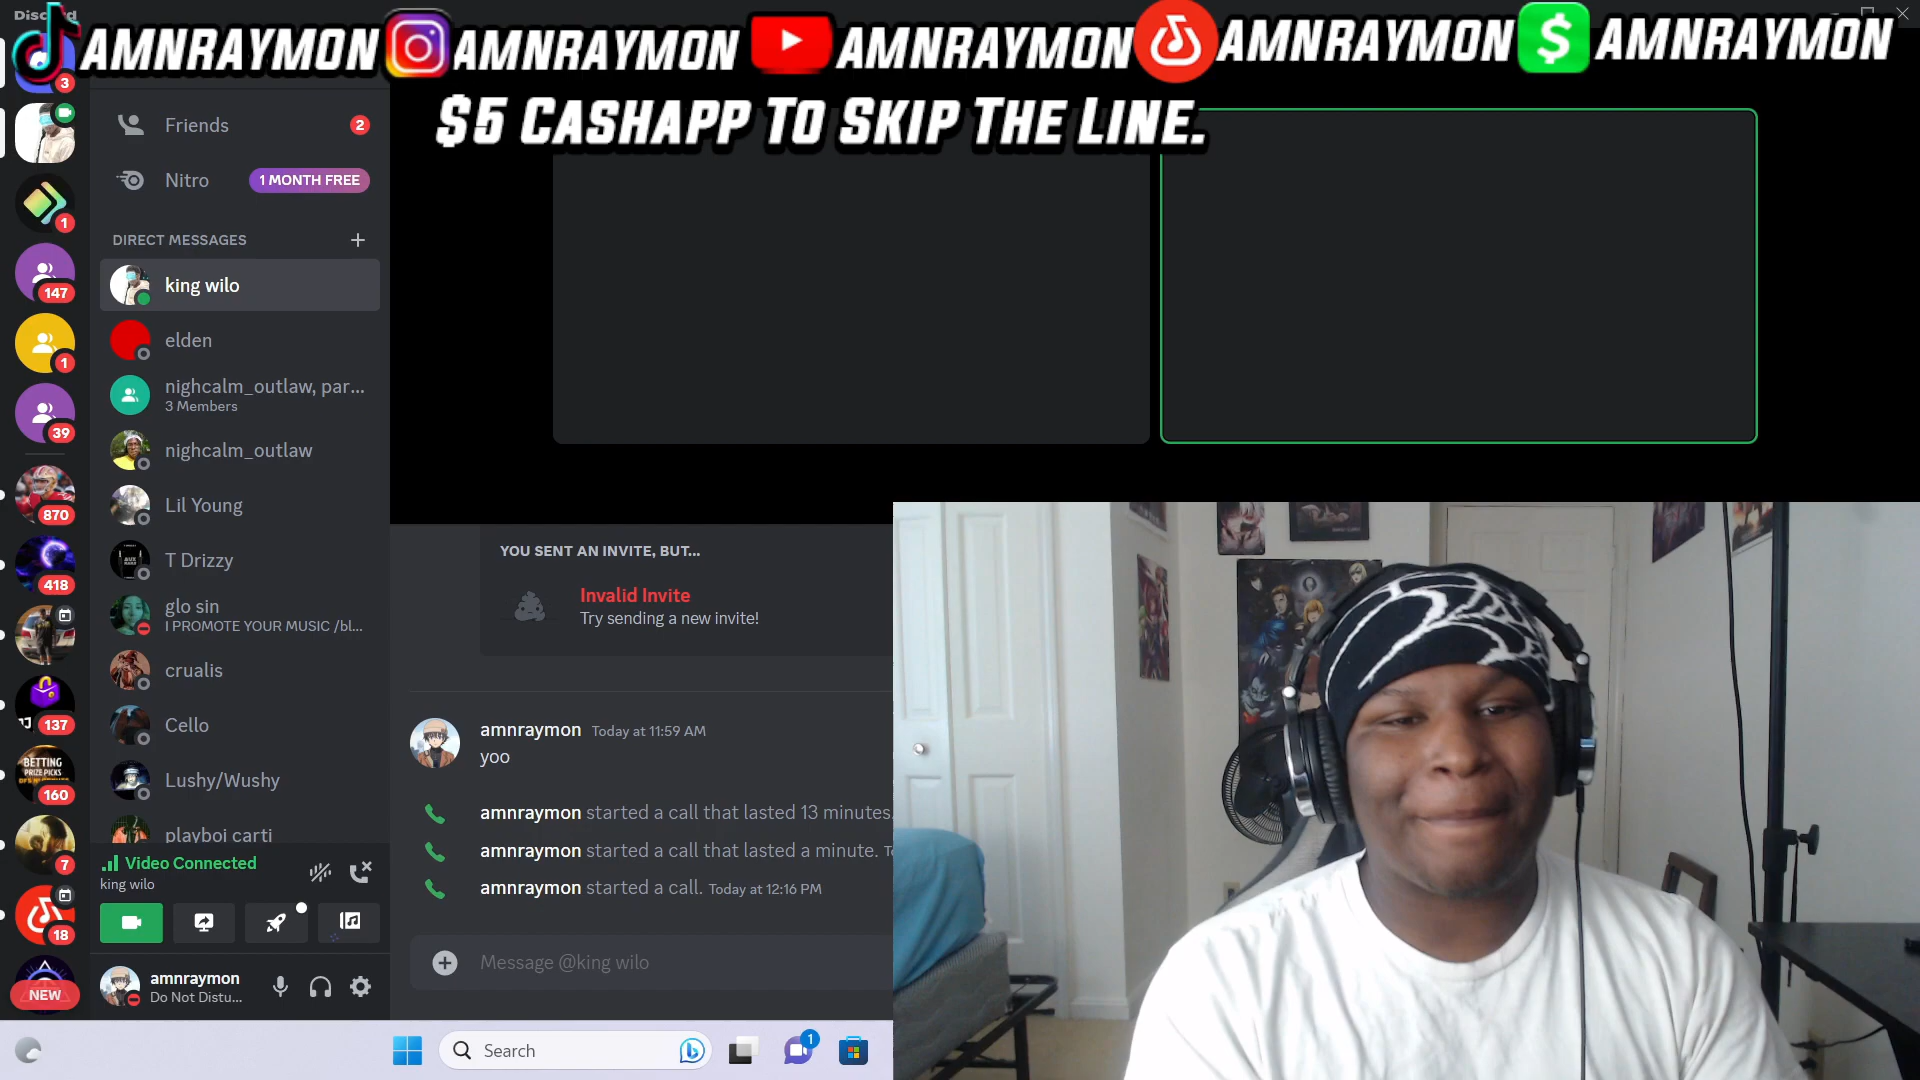 Discord
AMNRAYMON AMNRAYMON AMNRAYMON AMNRAYMON $ AMNRAYMON
$5 CASHAPP TO SKIP THE LINE.
3
Friends 2
Nitro 1 MONTH FREE
1
DIRECT MESSAGES
king wilo
147
elden
1
nighcalm_outlaw, par...
3 Members
39
nighcalm_outlaw
Lil Young
870
YOU SENT AN INVITE, BUT...
T Drizzy
418
Invalid Invite
Try sending a new invite!
glo sin
I PROMOTE YOUR MUSIC /bl...
crualis
137
Cello
amnraymon Today at 11:59 AM
yoo
BETTING
PRIZE PICKS
160
Lushy/Wushy
amnraymon started a call that lasted 13 minutes.
playboi carti
amnraymon started a call that lasted a minute.
7
Video Connected
king wilo
amnraymon started a call. Today at 12:16 PM
18
Message @king wilo
amnraymon
Do Not Distu...
NEW
Search
1